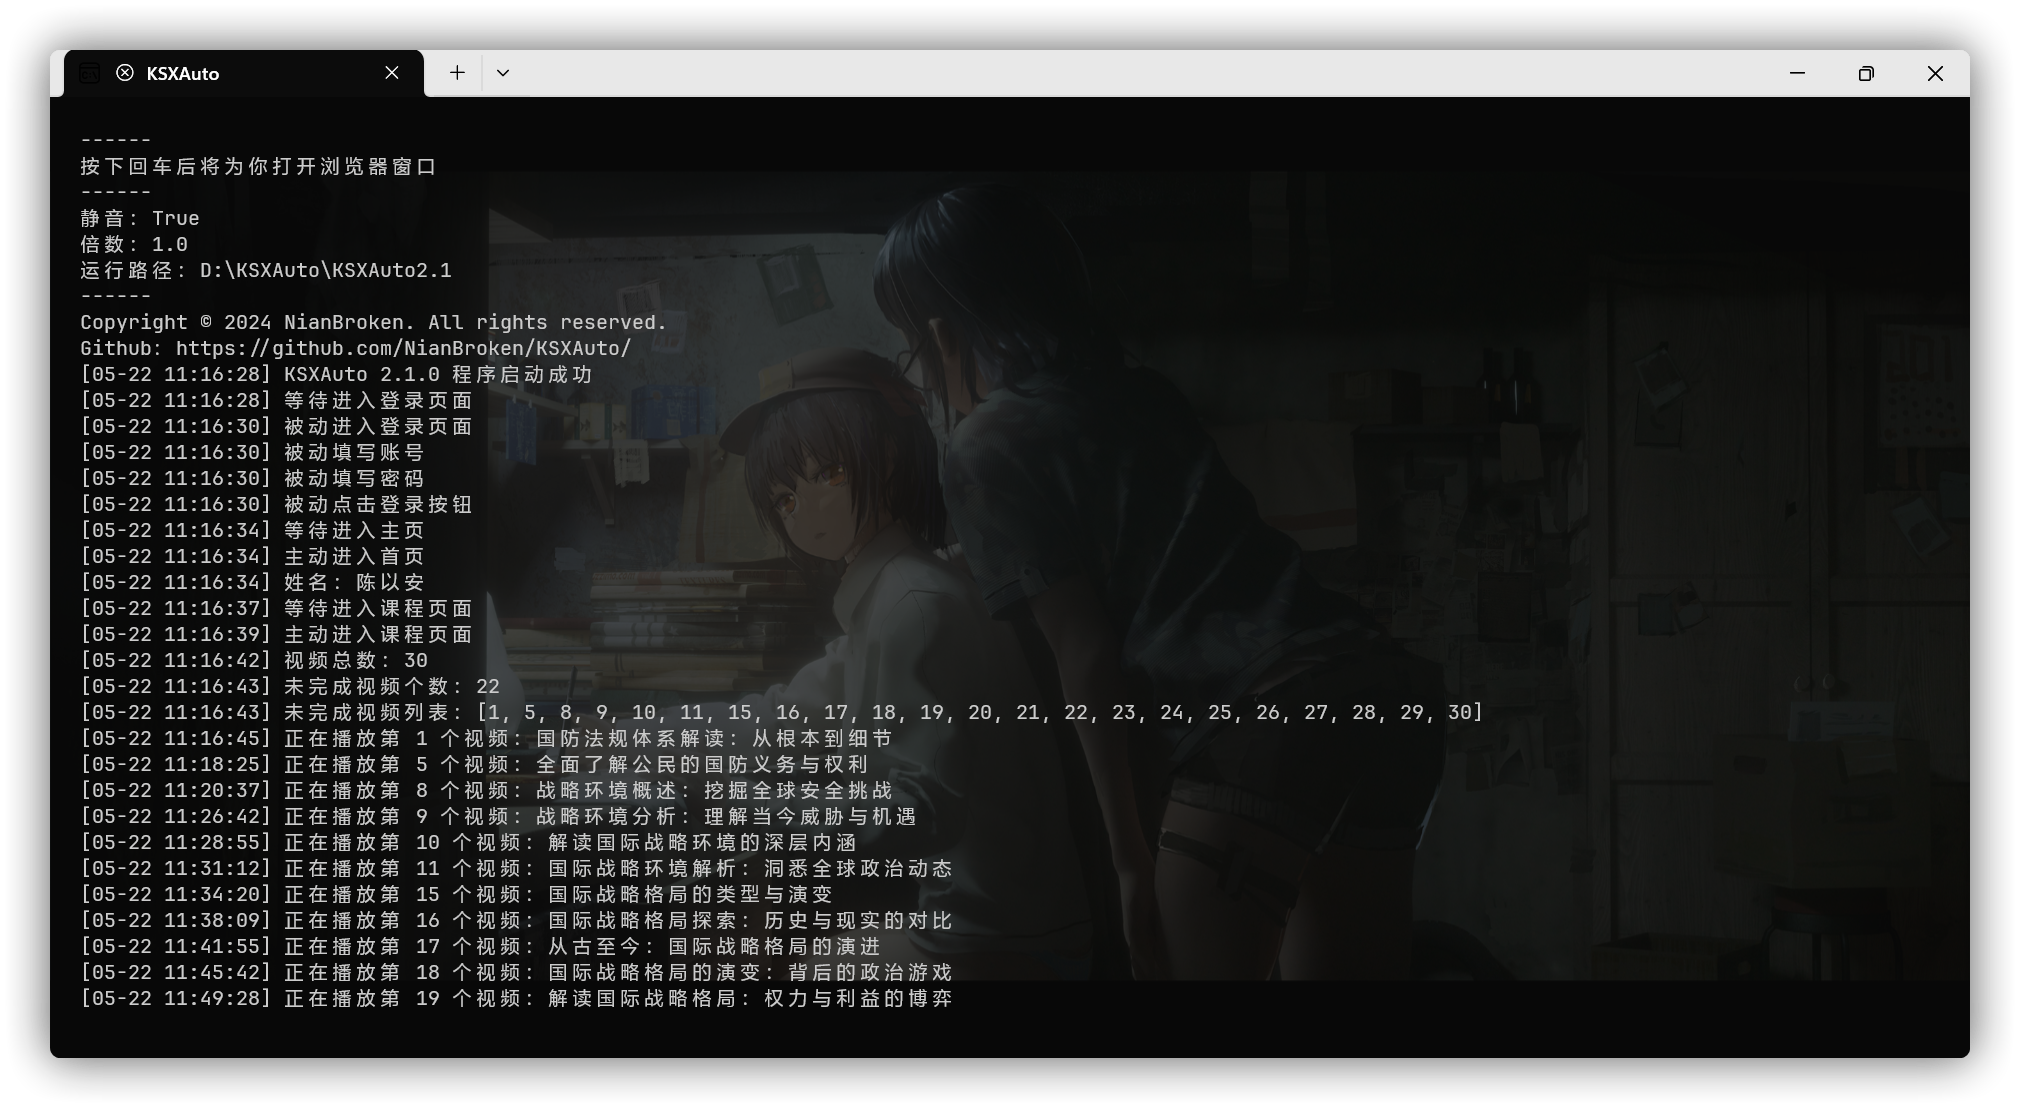 KSXAuto
------
按下回车后将为你打开浏览器窗口
------
静音: True
倍数: 1.0
运行路径: D:\KSXAuto\KSXAuto2.1
------
Copyright © 2024 NianBroken. All rights reserved.
Github: https://github.com/NianBroken/KSXAuto/
[05-22 11:16:28] KSXAuto 2.1.0 程序启动成功
[05-22 11:16:28] 等待进入登录页面
[05-22 11:16:30] 被动进入登录页面
[05-22 11:16:30] 被动填写账号
[05-22 11:16:30] 被动填写密码
[05-22 11:16:30] 被动点击登录按钮
[05-22 11:16:34] 等待进入主页
[05-22 11:16:34] 主动进入首页
[05-22 11:16:34] 姓名: 陈以安
[05-22 11:16:37] 等待进入课程页面
[05-22 11:16:39] 主动进入课程页面
[05-22 11:16:42] 视频总数: 30
[05-22 11:16:43] 未完成视频个数: 22
[05-22 11:16:43] 未完成视频列表: [1, 5, 8, 9, 10, 11, 15, 16, 17, 18, 19, 20, 21, 22, 23, 24, 25, 26, 27, 28, 29, 30]
[05-22 11:16:45] 正在播放第 1 个视频: 国防法规体系解读: 从根本到细节
[05-22 11:18:25] 正在播放第 5 个视频: 全面了解公民的国防义务与权利
[05-22 11:20:37] 正在播放第 8 个视频: 战略环境概述: 挖掘全球安全挑战
[05-22 11:26:42] 正在播放第 9 个视频: 战略环境分析: 理解当今威胁与机遇
[05-22 11:28:55] 正在播放第 10 个视频: 解读国际战略环境的深层内涵
[05-22 11:31:12] 正在播放第 11 个视频: 国际战略环境解析: 洞悉全球政治动态
[05-22 11:34:20] 正在播放第 15 个视频: 国际战略格局的类型与演变
[05-22 11:38:09] 正在播放第 16 个视频: 国际战略格局探索: 历史与现实的对比
[05-22 11:41:55] 正在播放第 17 个视频: 从古至今: 国际战略格局的演进
[05-22 11:45:42] 正在播放第 18 个视频: 国际战略格局的演变: 背后的政治游戏
[05-22 11:49:28] 正在播放第 19 个视频: 解读国际战略格局: 权力与利益的博弈